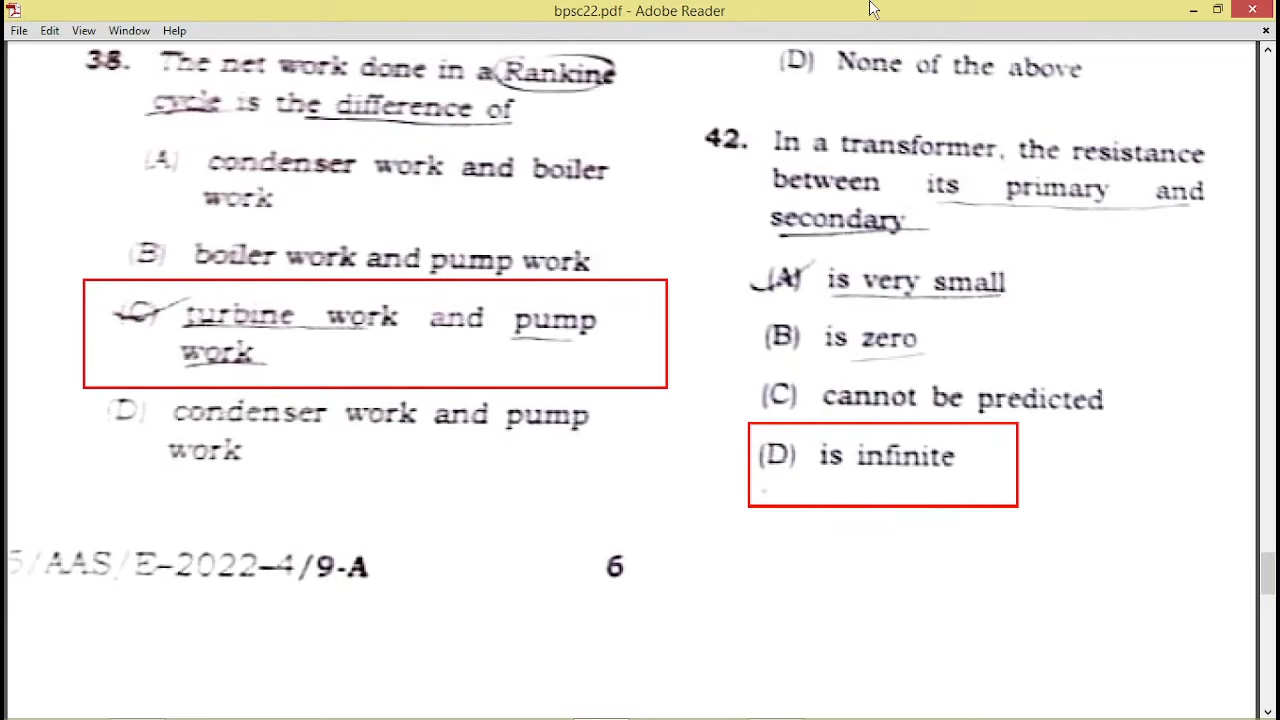 bpsc22.pdf - Adobe Reader
File Edit View Window Help
38. The net work done in a Rankine
cycle is the difference of
(A) condenser work and boiler
work
(B) boiler work and pump work
(C) turbine work and pump
work
(D) condenser work and pump
work
5/AAS/E-2022-4/9-A 6
(D) None of the above
42. In a transformer, the resistance
between its primary and
secondary
(A) is very small
(B) is zero
(C) cannot be predicted
(D) is infinite